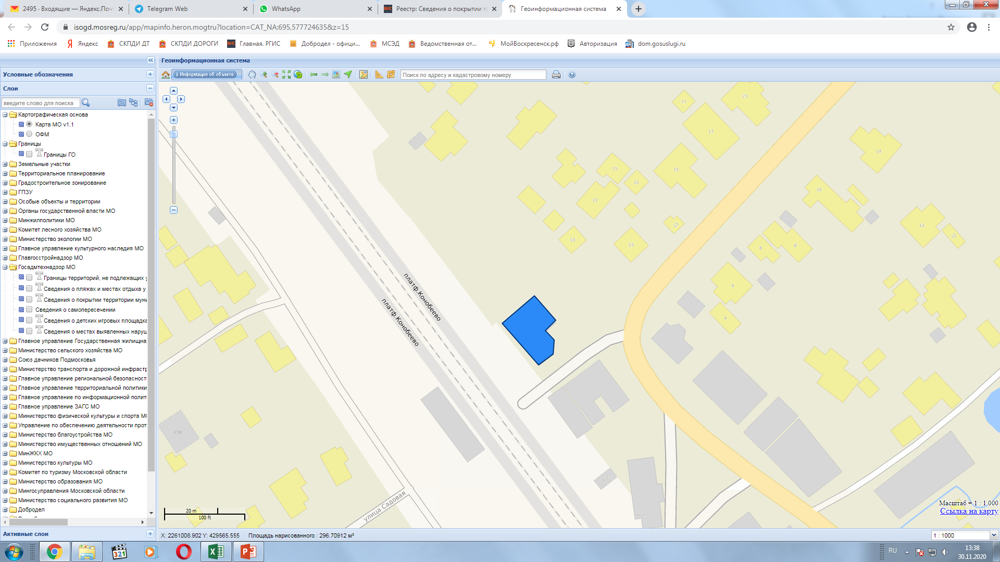 2495 · Входящие — Яндекс.Почт
Telegram Web
WhatsApp
Реестр: Сведения о покрытии т
Геоинформационная система
isogd.mosreg.ru/app/mapinfo.heron.mogtru?location=CAT_NA:695,577724635&z=15
Приложения
Яндекс
СКПДИ ДТ
СКПДИ ДОРОГИ
Главная. РГИС
Добродел - офици...
МСЭД
Ведомственная от...
МойВоскресенск.рф
Авторизация
dom.gosuslugi.ru
Геоинформационная система
Информация об объекте
Поиск по адресу и кадастровому номеру
Условные обозначения
Слои
введите слово для поиска
Картографическая основа
Карта МО v1.1
ОФМ
Границы
Границы ГО
Земельные участки
Территориальное планирование
Градостроительное зонирование
ГПЗУ
Особые объекты и территории
Органы государственной власти МО
Минжилполитики МО
Комитет лесного хозяйства МО
Министерство экологии МО
Главное управление культурного наследия МО
Главгосстройнадзор МО
Госадмтехнадзор МО
Границы территорий, не подлежащих у
Сведения о пляжах и местах отдыха у
Сведения о покрытии территории муни
Сведения о самопересечении
Сведения о детских игровых площадка
Сведения о местах выявленных наруш
Главное управление Государственная жилищна
Министерство сельского хозяйства МО
Союз дачников Подмосковья
Министерство транспорта и дорожной инфрастр
Главное управление региональной безопасност
Главное управление территориальной политики
Главное управление по информационной полит
Главное управление ЗАГС МО
Министерство физической культуры и спорта МО
Управление по обеспечению деятельности прот
Министерство благоустройства МО
Министерство имущественных отношений МО
МинЖКХ МО
Министерство культуры МО
Комитет по туризму Московской области
Министерство образования МО
Мингосуправления Московской области
Министерство социального развития МО
Добродел
Активные слои
17
23
17
14
15
15
15
13
10
13
12
12
13
13
8
8
4
2
4
2
платф.Конобеево
платф.Конобеево
стр.
6/2
6/2
улица Садовая
20 m
100 ft
Масштаб = 1 : 1 000
Ссылка на карту
X: 2261008.902 Y: 429565.555
Площадь нарисованного : 296.70912 м²
1 : 1000
321
RU
13:38
30.11.2020